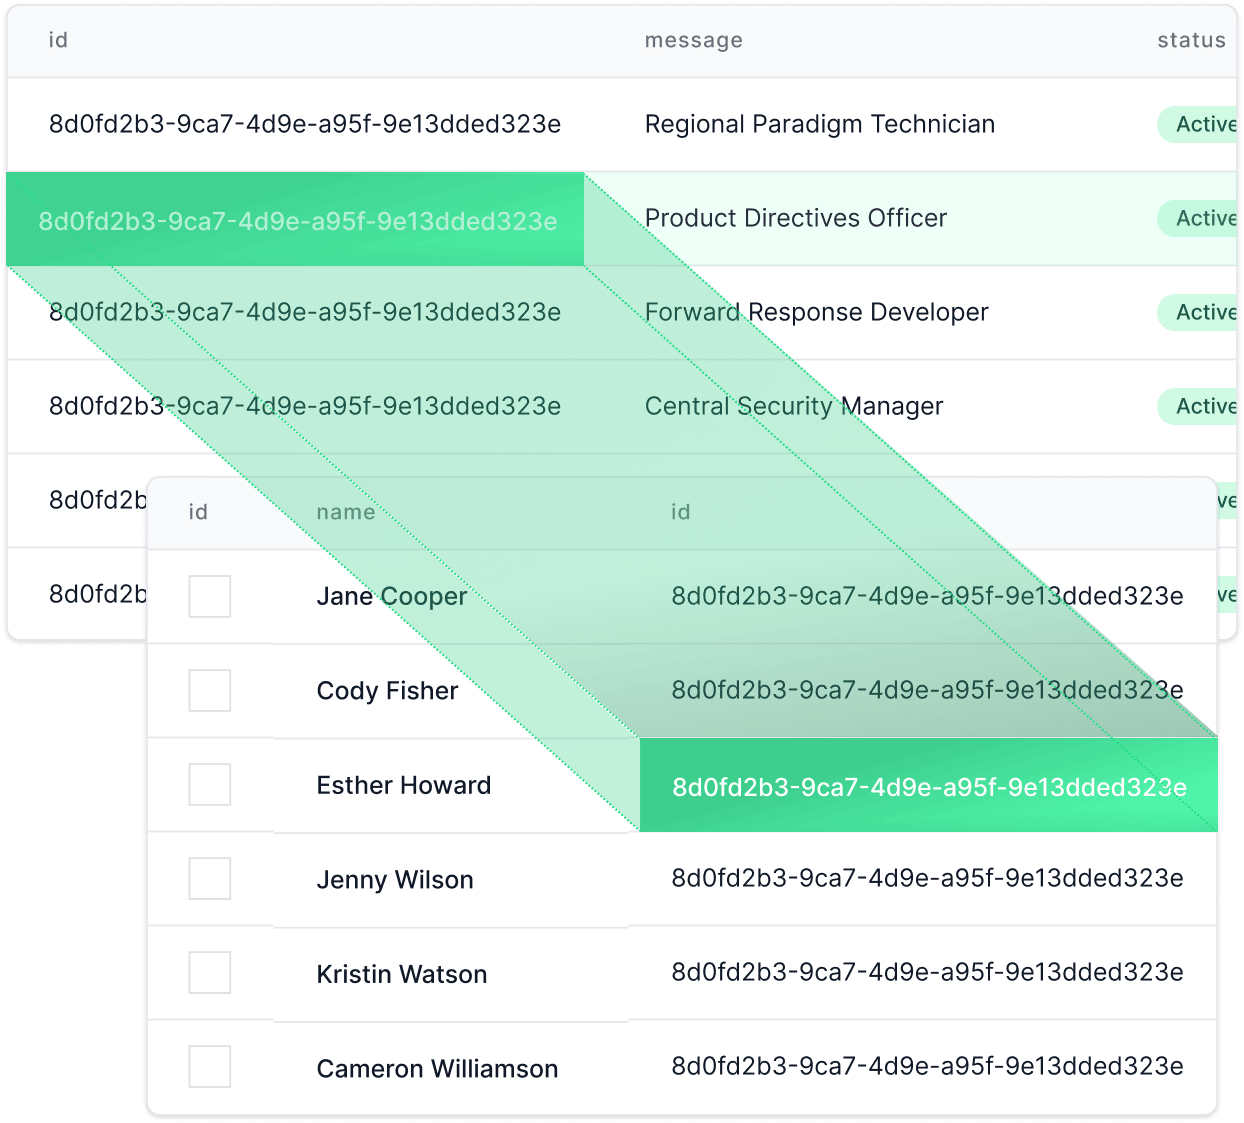 id message status
8d0fd2b3-9ca7-4d9e-a95f-9e13dded323e Regional Paradigm Technician Active
8d0fd2b3-9ca7-4d9e-a95f-9e13dded323e Product Directives Officer Active
8d0fd2b3-9ca7-4d9e-a95f-9e13dded323e Forward Response Developer Active
8d0fd2b3-9ca7-4d9e-a95f-9e13dded323e Central Security Manager Active
8d0fd2b ve
8d0fd2b ve
id name id
Jane Cooper 8d0fd2b3-9ca7-4d9e-a95f-9e13dded323e
Cody Fisher 8d0fd2b3-9ca7-4d9e-a95f-9e13dded323e
Esther Howard 8d0fd2b3-9ca7-4d9e-a95f-9e13dded323e
Jenny Wilson 8d0fd2b3-9ca7-4d9e-a95f-9e13dded323e
Kristin Watson 8d0fd2b3-9ca7-4d9e-a95f-9e13dded323e
Cameron Williamson 8d0fd2b3-9ca7-4d9e-a95f-9e13dded323e